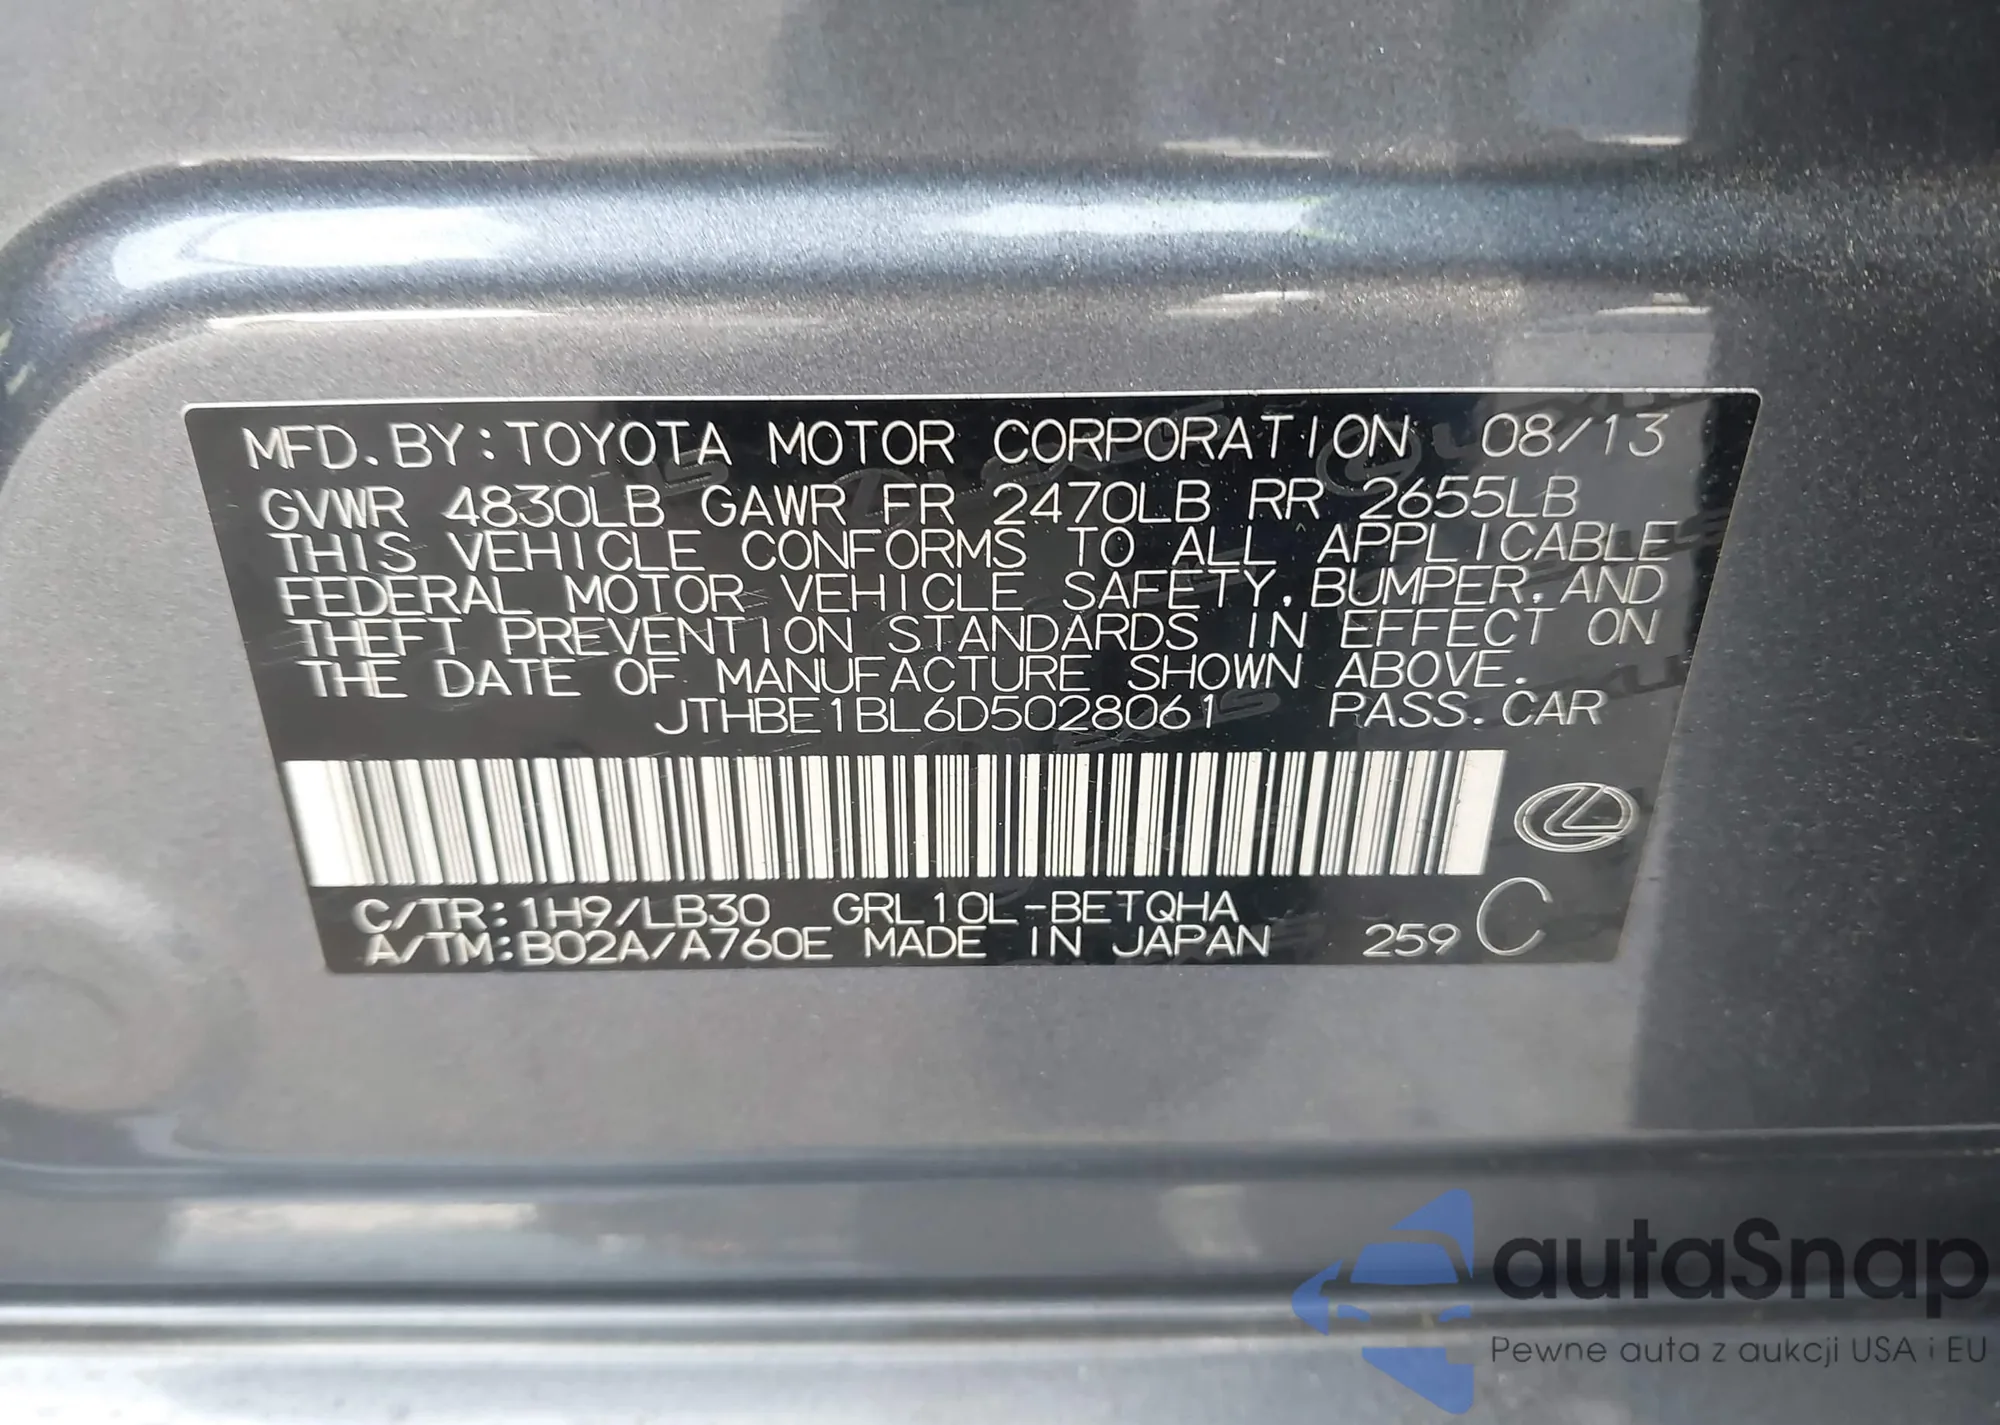 MFD. BY: TOYOTA MOTOR CORPORATION 08/13
GVWR 4830LB GAWR FR 2470LB RR 2655LB
THIS VEHICLE CONFORMS TO ALL APPLICABLE
FEDERAL MOTOR VEHICLE SAFETY, BUMPER, AND
THEFT PREVENTION STANDARDS IN EFFECT ON
THE DATE OF MANUFACTURE SHOWN ABOVE.
JTHBE1BL6D5028061 PASS. CAR
C/TR: 1H9/LB30 GRL10L-BETQHA
A/TM: B02A/A760E MADE IN JAPAN 259 C
autaSnap
Pewne auta z aukcji USA i EU